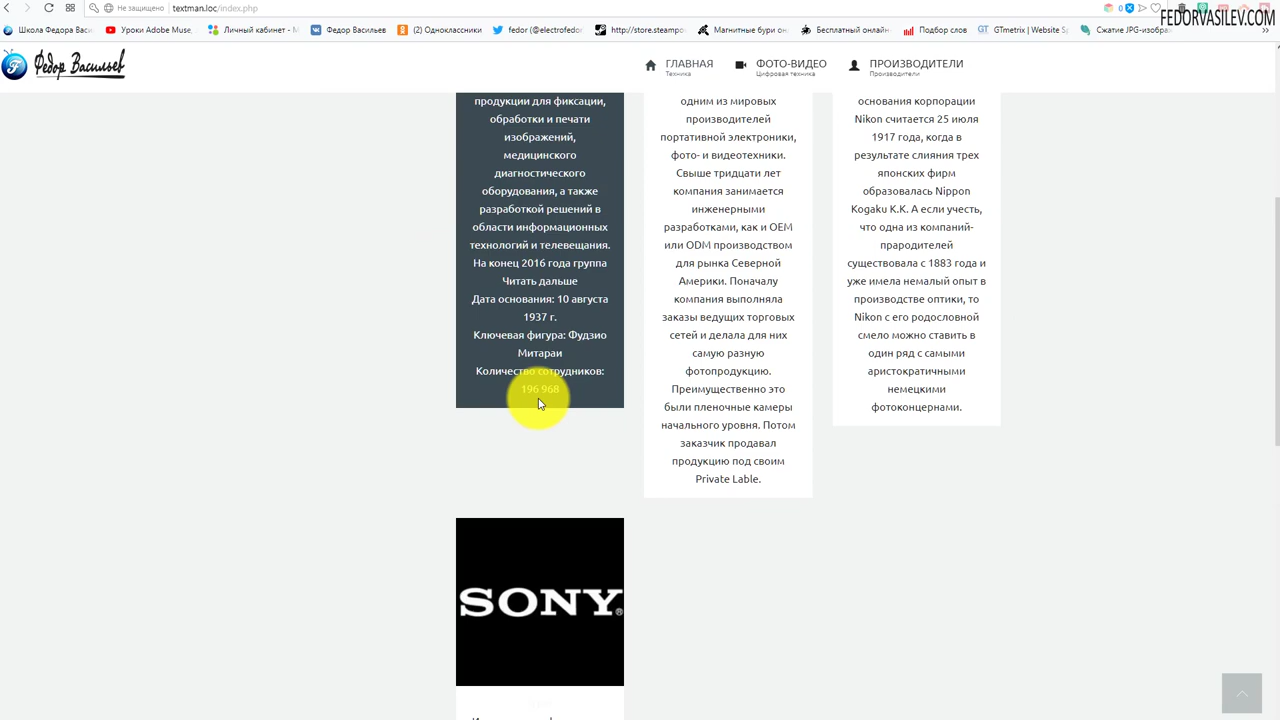 Не защищено textman.loc/index.php
FEDORVASILEV.COM
Школа Федора Васи
Уроки Adobe Muse,
Личный кабинет - М
Федор Васильев
(2) Одноклассники
fedor (@electrofedor
http://store.steampo
Магнитные бури он
Бесплатный онлайн
Подбор слов
GTmetrix | Website Sp
Сжатие JPG-изобра
Федор Васильев
ГЛАВНАЯ
Техника
ФОТО-ВИДЕО
Цифровая техника
ПРОИЗВОДИТЕЛИ
Производители
продукции для фиксации,
обработки и печати
изображений,
медицинского
диагностического
оборудования, а также
разработкой решений в
области информационных
технологий и телевещания.
На конец 2016 года группа
Читать дальше
Дата основания: 10 августа
1937 г.
Ключевая фигура: Фудзио
Митараи
Количество сотрудников:
196 968
одним из мировых
производителей
портативной электроники,
фото- и видеотехники.
Свыше тридцати лет
компания занимается
инженерными
разработками, как и OEM
или ODM производством
для рынка Северной
Америки. Поначалу
компания выполняла
заказы ведущих торговых
сетей и делала для них
самую разную
фотопродукцию.
Преимущественно это
были пленочные камеры
начального уровня. Потом
заказчик продавал
продукцию под своим
Private Lable.
основания корпорации
Nikon считается 25 июля
1917 года, когда в
результате слияния трех
японских фирм
образовалась Nippon
Kogaku K.K. А если учесть,
что одна из компаний-
прародителей
существовала с 1883 года и
уже имела немалый опыт в
производстве оптики, то
Nikon с его родословной
смело можно ставить в
один ряд с самыми
аристократичными
немецкими
фотоконцернами.
SONY